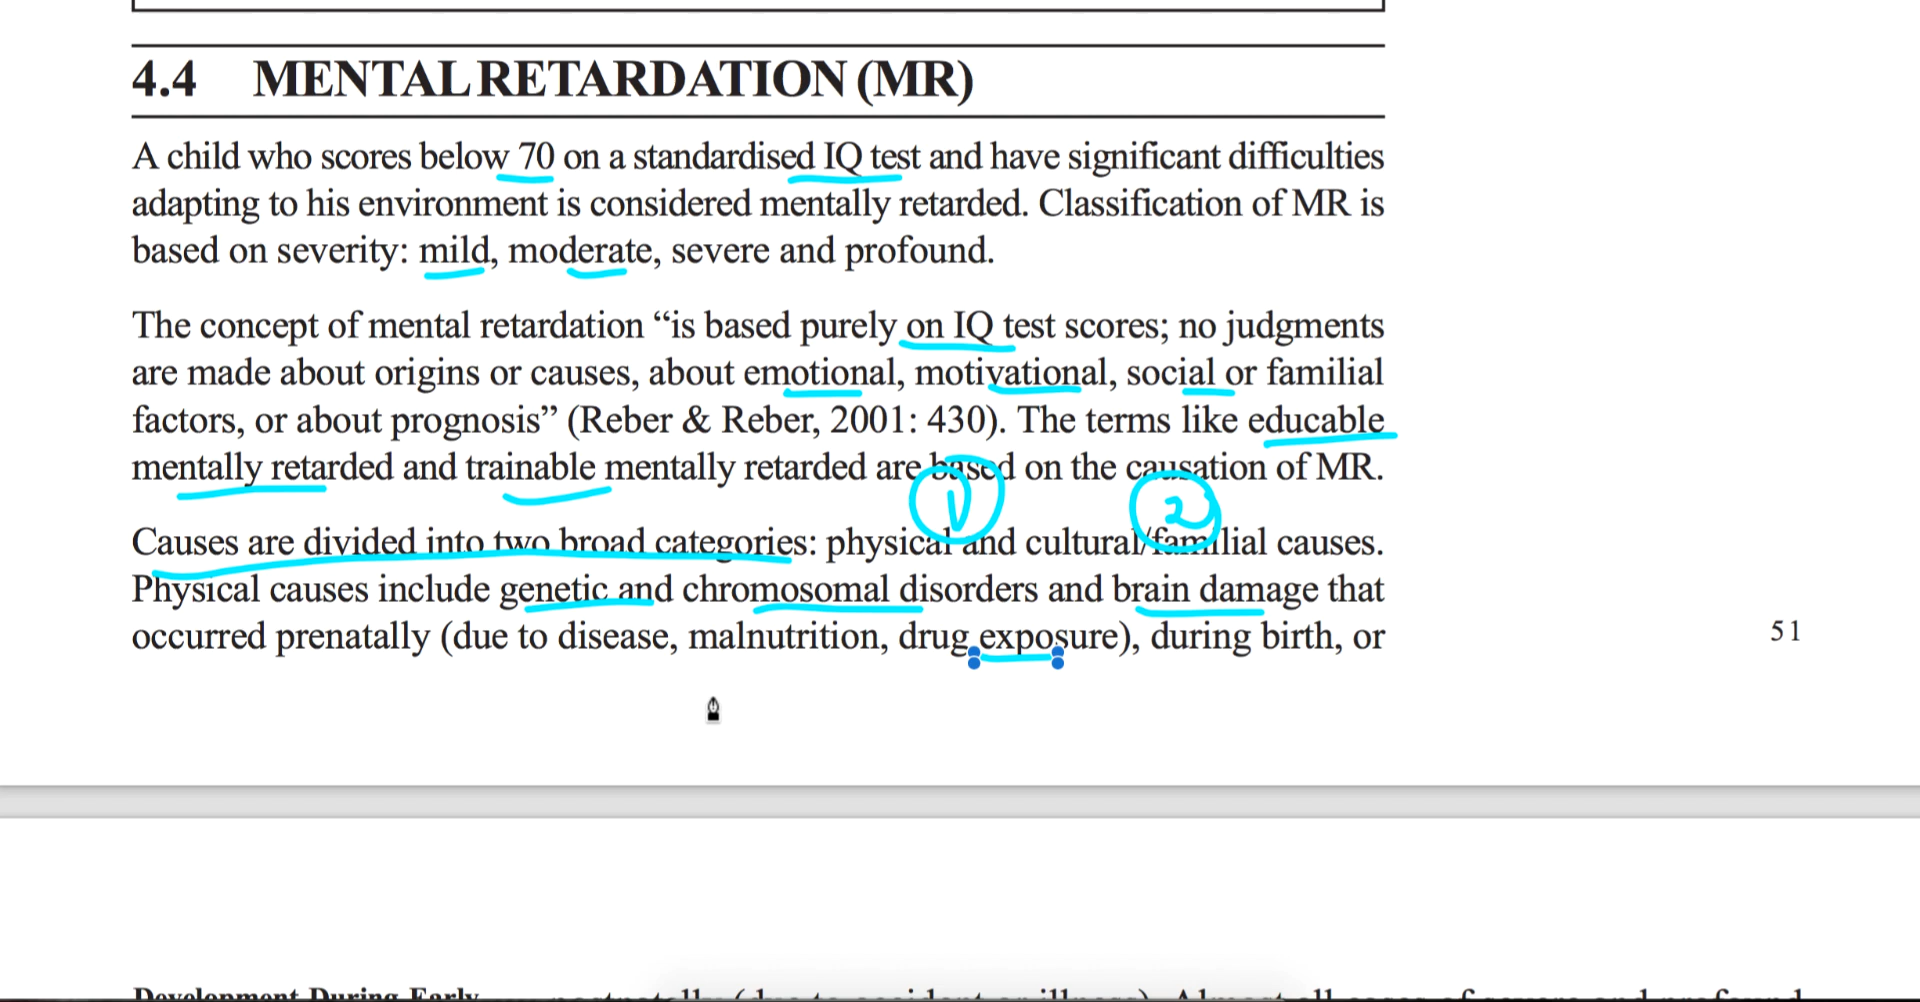 4.4 MENTAL RETARDATION (MR)
A child who scores below 70 on a standardised IQ test and have significant difficulties
adapting to his environment is considered mentally retarded. Classification of MR is
based on severity: mild, moderate, severe and profound.
The concept of mental retardation “is based purely on IQ test scores; no judgments
are made about origins or causes, about emotional, motivational, social or familial
factors, or about prognosis” (Reber & Reber, 2001: 430). The terms like educable
mentally retarded and trainable mentally retarded are based on the causation of MR.
1 2
Causes are divided into two broad categories: physical and cultural/familial causes.
Physical causes include genetic and chromosomal disorders and brain damage that
occurred prenatally (due to disease, malnutrition, drug exposure), during birth, or
51
Development During Early